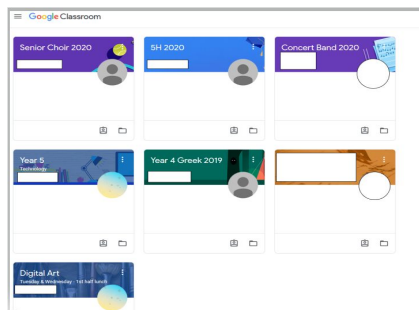 Google Classroom
Senior Choir 2020
5H 2020
Concert Band 2020
Year 5
Technology
Year 4 Greek 2019
Digital Art
Tuesday & Wednesday - 1st half lunch